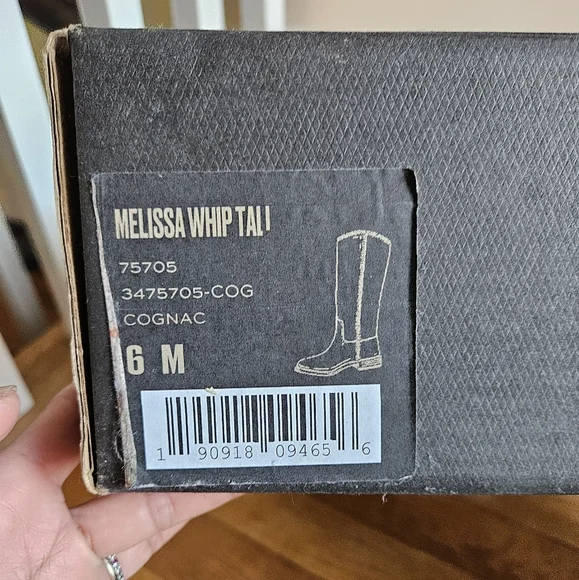 MELISSA WHIP TALL
75705
3475705-COG
COGNAC
6 M
1 90918 09465 6